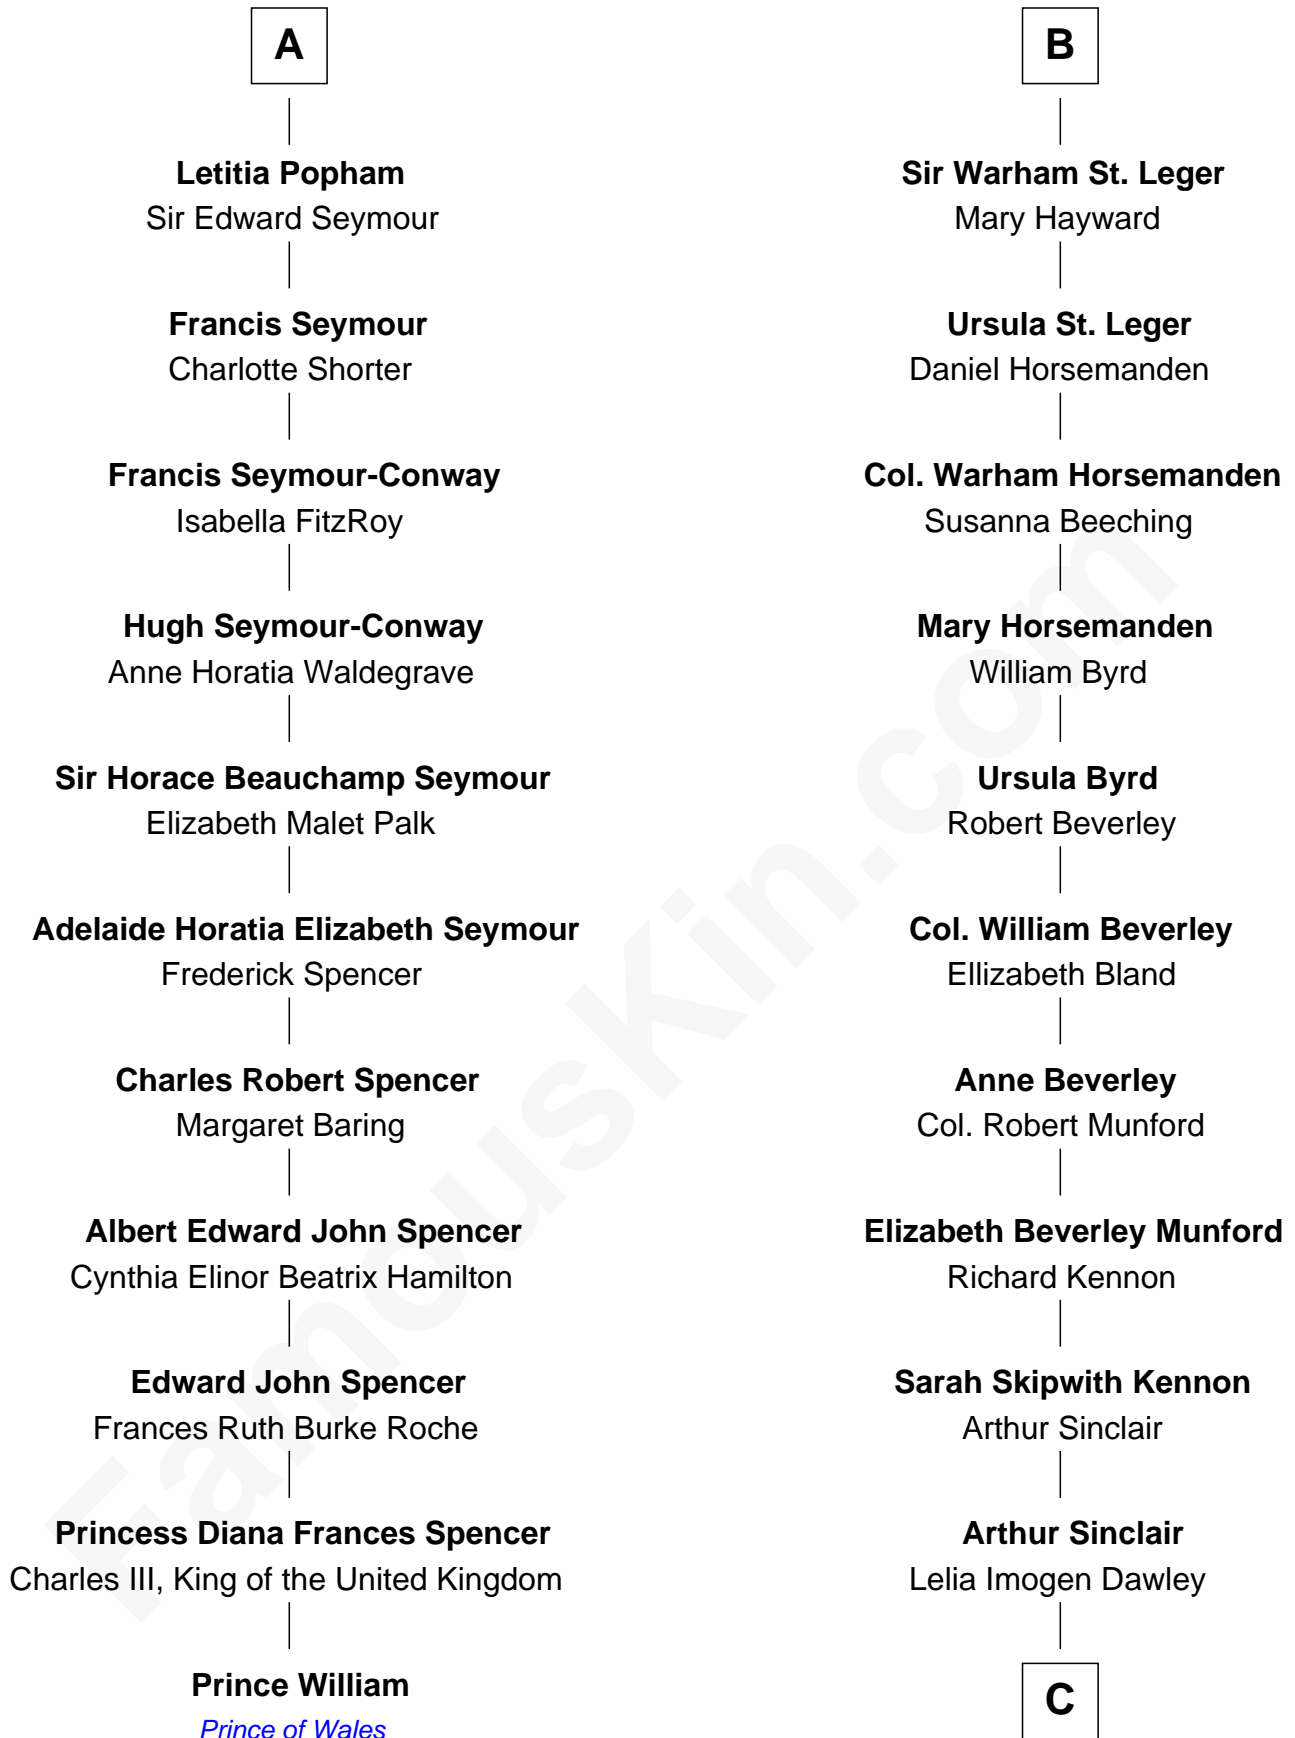 A
Letitia Popham
Sir Edward Seymour
Francis Seymour
Charlotte Shorter
Francis Seymour-Conway
Isabella FitzRoy
Hugh Seymour-Conway
Anne Horatia Waldegrave
Sir Horace Beauchamp Seymour
Elizabeth Malet Palk
Adelaide Horatia Elizabeth Seymour
Frederick Spencer
Charles Robert Spencer
Margaret Baring
Albert Edward John Spencer
Cynthia Elinor Beatrix Hamilton
Edward John Spencer
Frances Ruth Burke Roche
Princess Diana Frances Spencer
Charles III, King of the United Kingdom
Prince William
Prince of Wales
B
Sir Warham St. Leger
Mary Hayward
Ursula St. Leger
Daniel Horsemanden
Col. Warham Horsemanden
Susanna Beeching
Mary Horsemanden
William Byrd
Ursula Byrd
Robert Beverley
Col. William Beverley
Ellizabeth Bland
Anne Beverley
Col. Robert Munford
Elizabeth Beverley Munford
Richard Kennon
Sarah Skipwith Kennon
Arthur Sinclair
Arthur Sinclair
Lelia Imogen Dawley
C
FamousKin.com